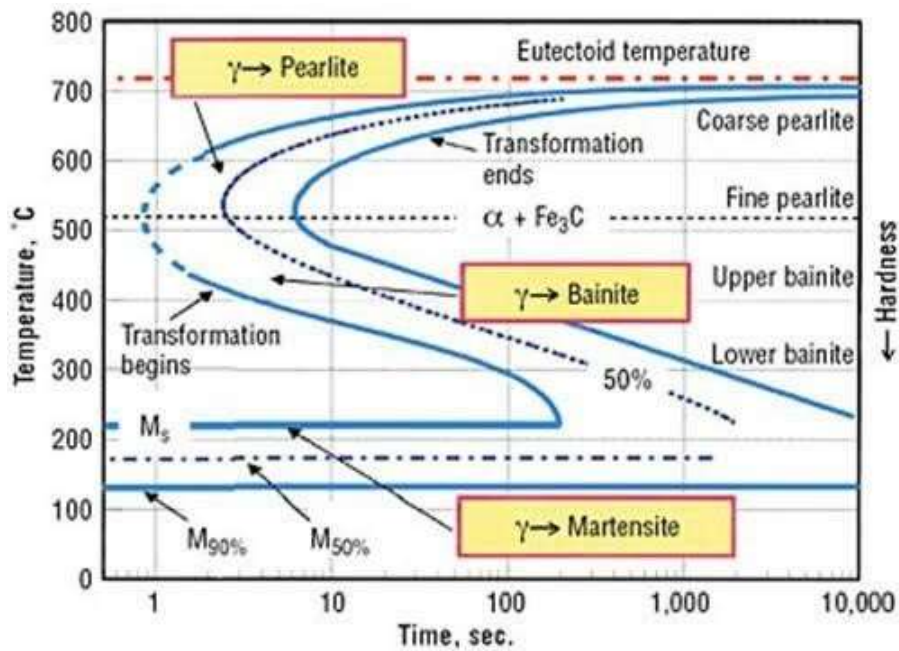 800
700
600
500
400
300
200
100
0
Temperature, °C
Eutectoid temperature
γ→ Pearlite
Coarse pearlite
Transformation
ends
Fine pearlite
α + Fe₃C
γ→ Bainite
Upper bainite
Transformation
begins
Lower bainite
50%
← Hardness
Mₛ
γ→ Martensite
M₉₀%
M₅₀%
1
10
100
1,000
10,000
Time, sec.